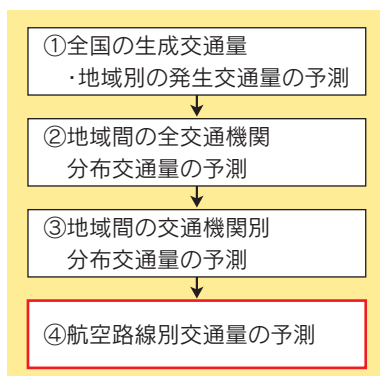 ①全国の生成交通量
・地域別の発生交通量の予測
②地域間の全交通機関
分布交通量の予測
③地域間の交通機関別
分布交通量の予測
④航空路線別交通量の予測